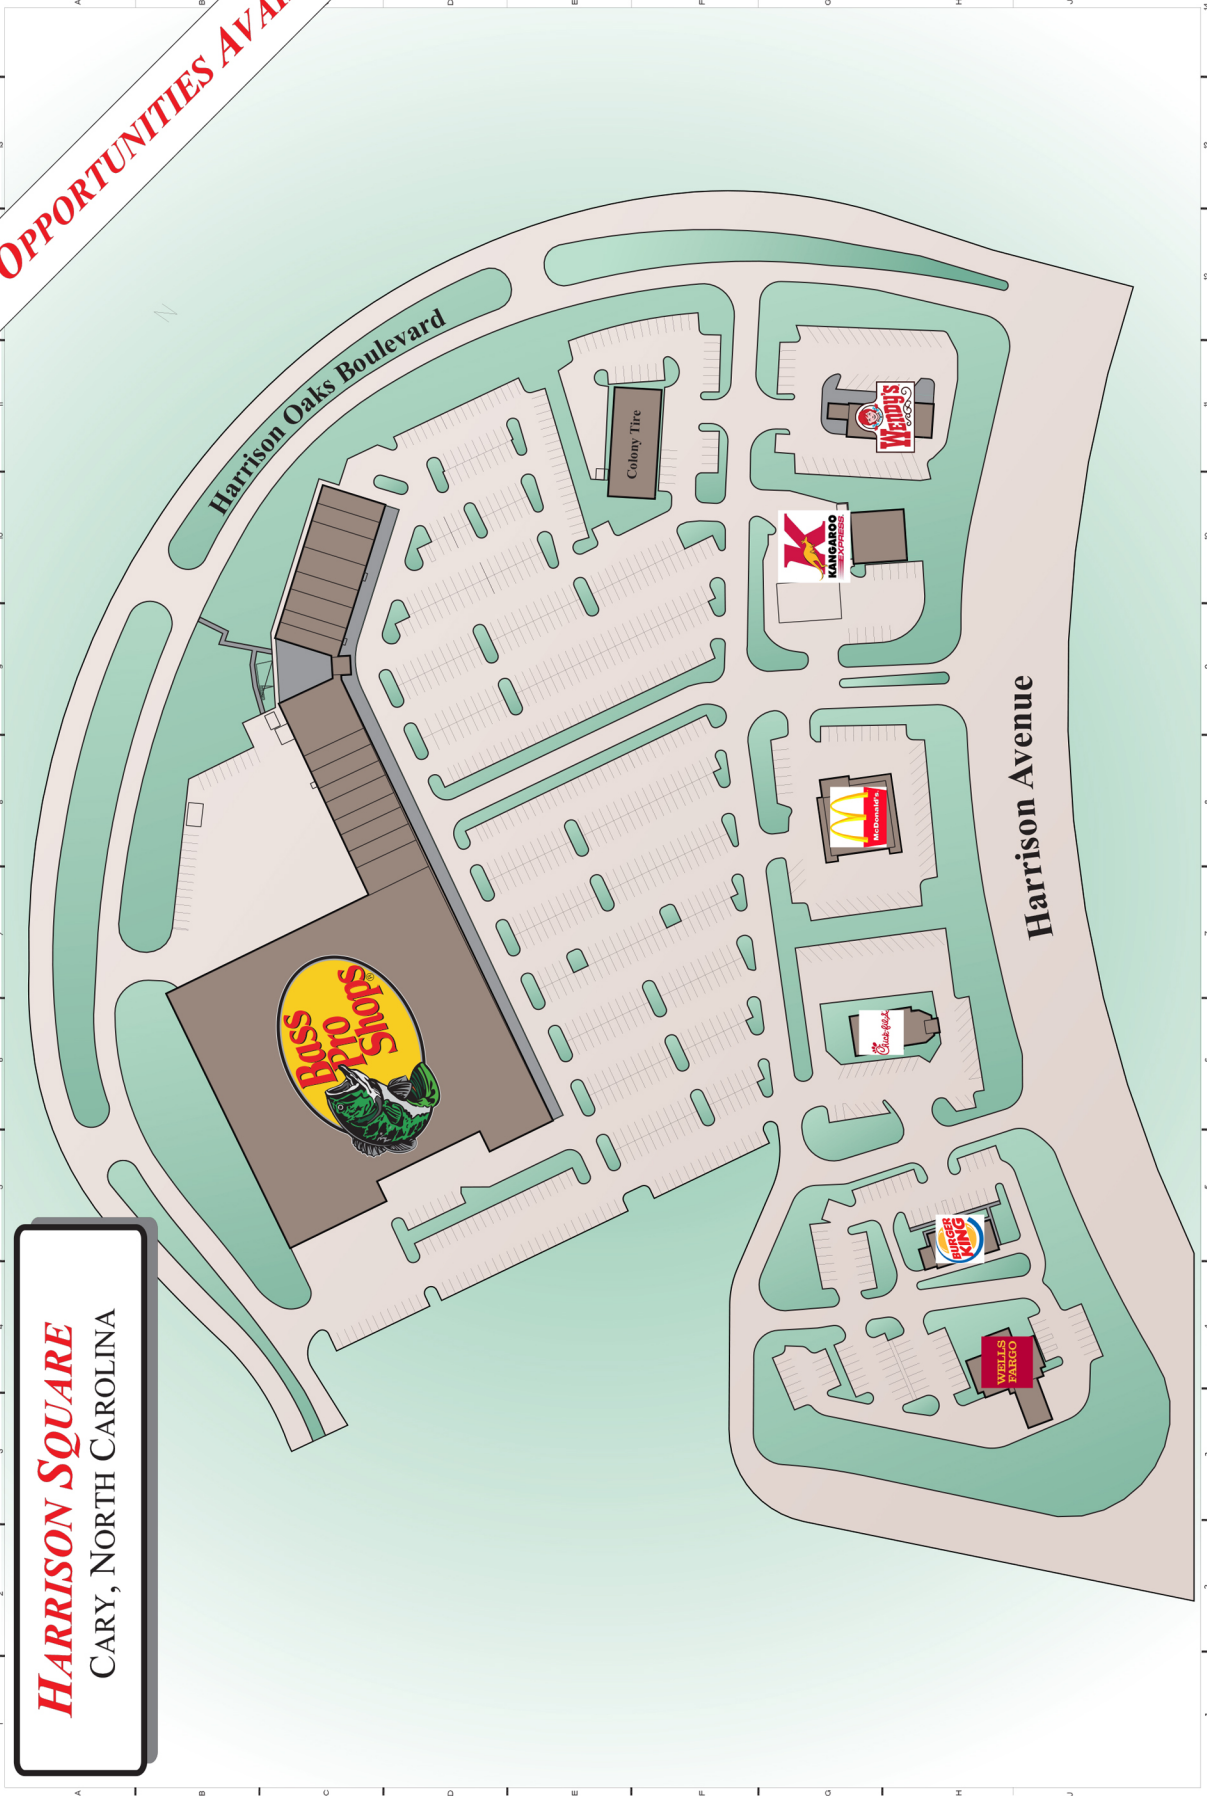 OPPORTUNITIES
HARRISON SQUARE
CARY, NORTH CAROLINA
Harrison Oaks Boulevard
Harrison Avenue
Colony Tire
WENDY'S
K
KANGAROO
EXPRESS
McDonald's
Chick-fil-A
BURGER
KING
WELLS
FARGO
Bass
Pro
Shops®
N
A
B
C
D
E
F
G
H
J